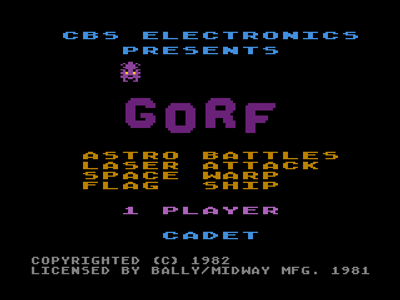 CBS ELECTRONICS
PRESENTS
GORF
ASTRO BATTLES
LASER ATTACK
SPACE WARP
FLAG SHIP
1 PLAYER
CADET
COPYRIGHTED (C) 1982
LICENSED BY BALLY/MIDWAY MFG. 1981